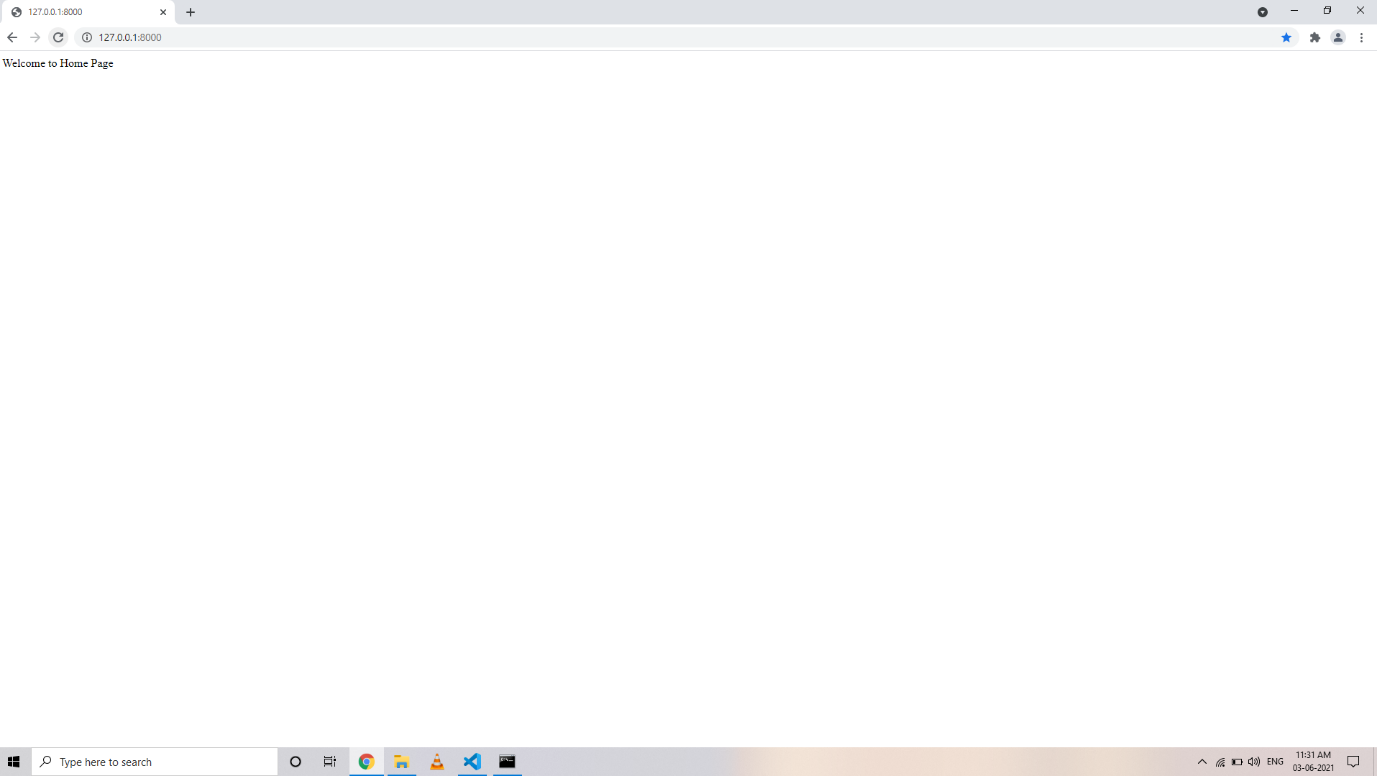 127.0.0.1:8000
127.0.0.1:8000
Welcome to Home Page
Type here to search
ENG
11:31 AM
03-06-2021